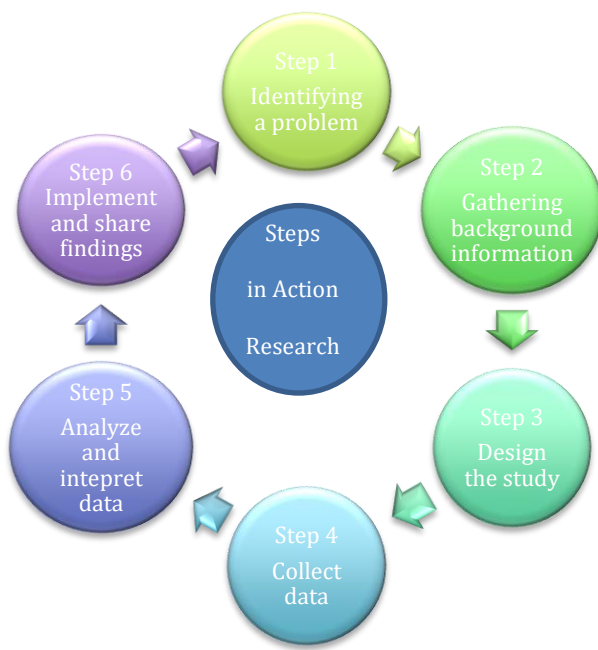 Step 1
Identifying
a problem
Step 2
Gathering
background
information
Step 3
Design
the study
Step 4
Collect
data
Step 5
Analyze
and
intepret
data
Step 6
Implement
and share
findings
Steps
in Action
Research